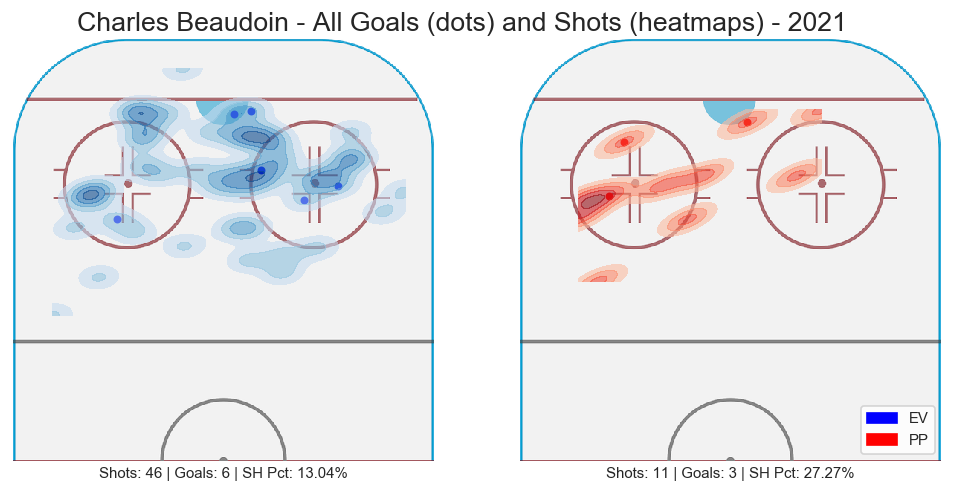 Charles Beaudoin - All Goals (dots) and Shots (heatmaps) - 2021
EV
PP
Shots: 46 | Goals: 6 | SH Pct: 13.04%
Shots: 11 | Goals: 3 | SH Pct: 27.27%